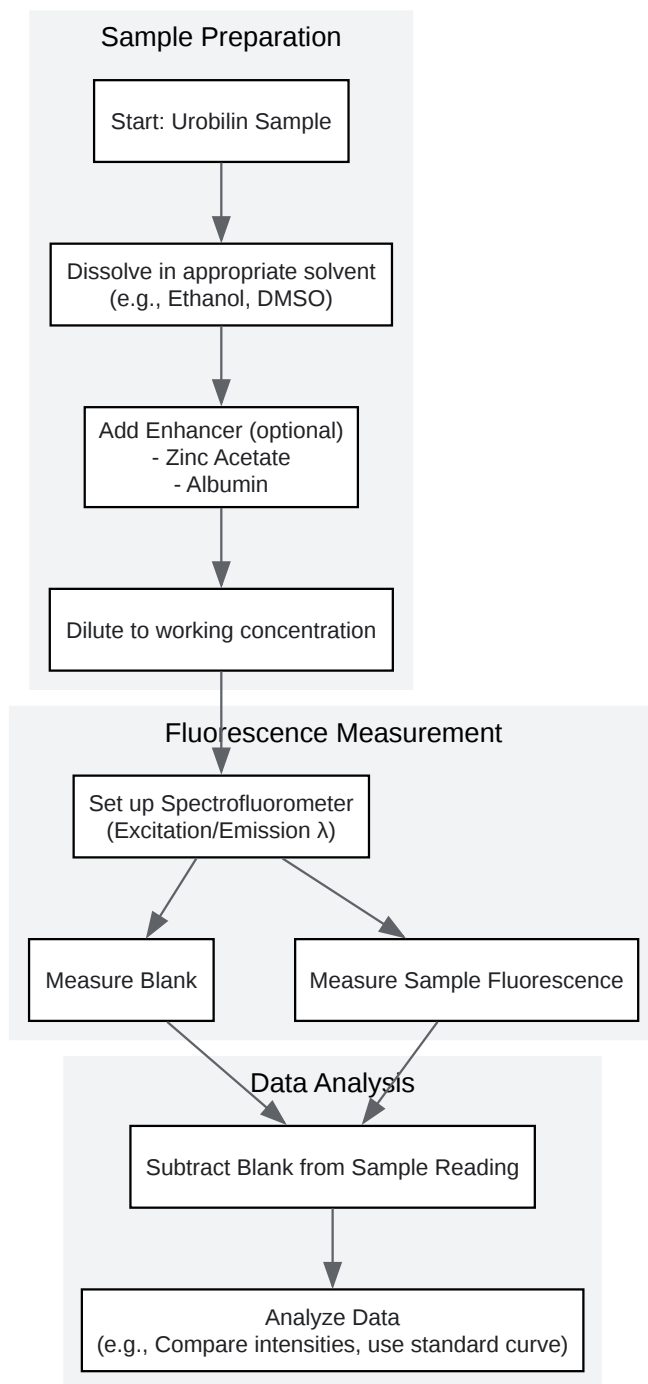 Sample Preparation
Start: Urobilin Sample
Dissolve in appropriate solvent
(e.g., Ethanol, DMSO)
Add Enhancer (optional)
- Zinc Acetate
- Albumin
Dilute to working concentration
Fluorescence Measurement
Set up Spectrofluorometer
(Excitation/Emission λ)
Measure Blank
Measure Sample Fluorescence
Data Analysis
Subtract Blank from Sample Reading
Analyze Data
(e.g., Compare intensities, use standard curve)